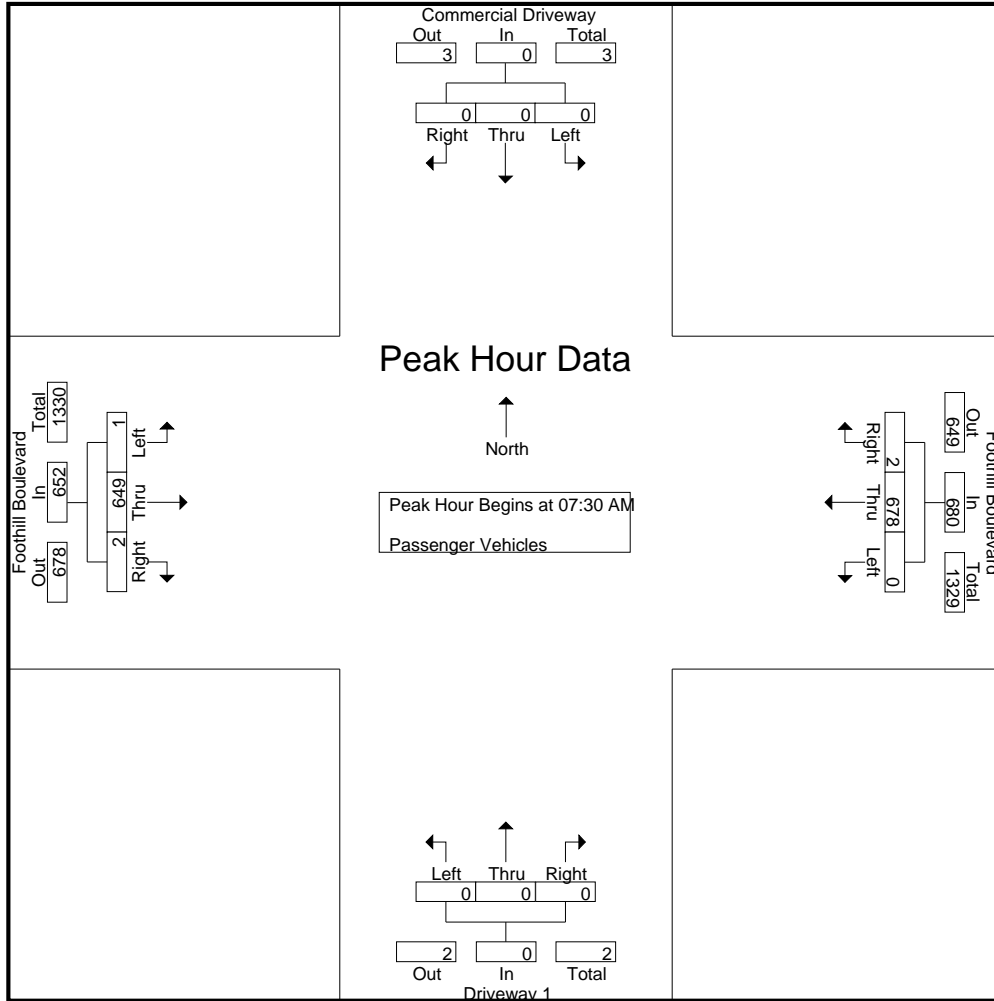 Commercial Driveway
Out In Total
3 0 3
0 0 0
Right Thru Left
Peak Hour Data
North
Peak Hour Begins at 07:30 AM
Passenger Vehicles
Foothill Boulevard
Out In Total
678 652 1330
2 649 1
Right Thru Left
Foothill Boulevard
Out In Total
649 680 1329
2 678 0
Right Thru Left
Left Thru Right
0 0 0
2 0 2
Out In Total
Driveway 1